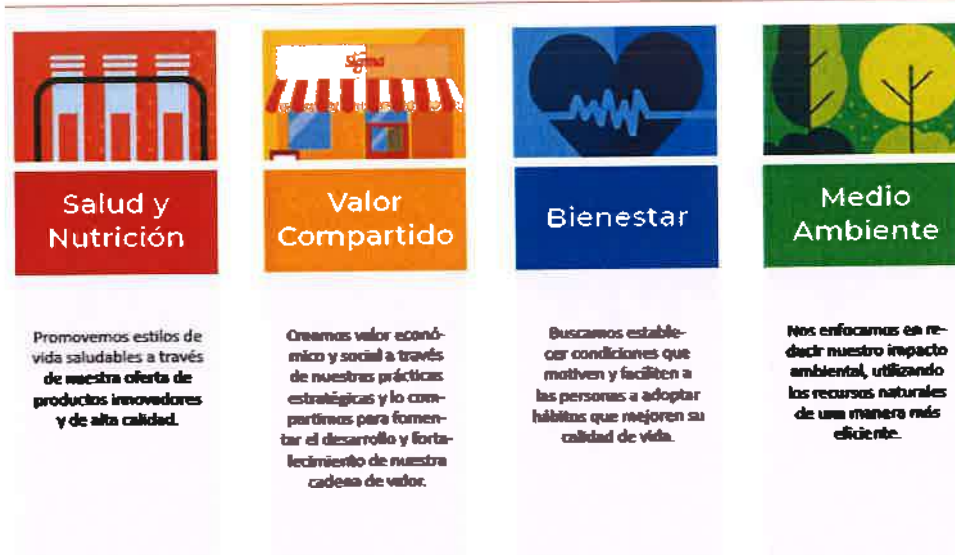 Sigma
Salud y
Nutrición
Promovemos estilos de
vida saludables a través
de nuestra oferta de
productos innovadores
y de alta calidad.
Valor
Compartido
Creamos valor econó-
mico y social a través
de nuestras prácticas
estratégicas y lo com-
partimos para fomen-
tar el desarrollo y forta-
lecimiento de nuestra
cadena de valor.
Bienestar
Buscamos estable-
cer condiciones que
motiven y faciliten a
las personas a adoptar
hábitos que mejoren su
calidad de vida.
Medio
Ambiente
Nos enfocamos en re-
ducir nuestro impacto
ambiental, utilizando
los recursos naturales
de una manera más
eficiente.